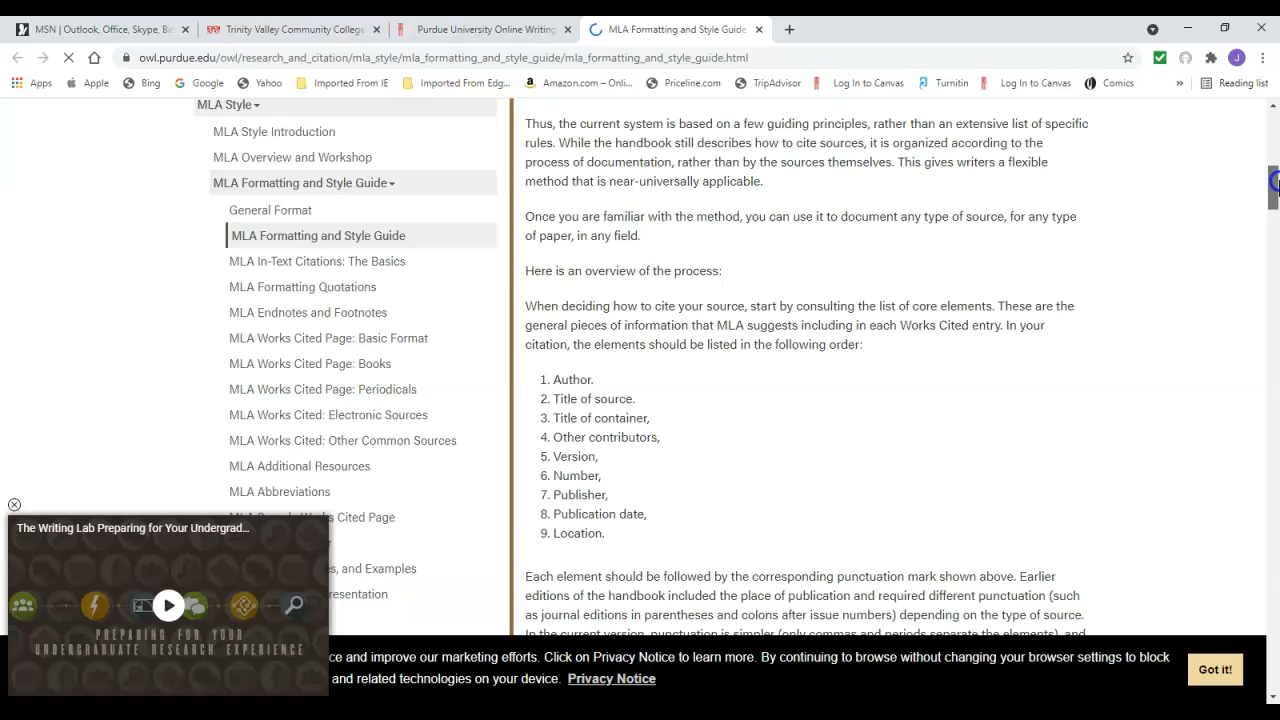 MSN | Outlook, Office, Skype, Bin
Trinity Valley Community College
Purdue University Online Writing
MLA Formatting and Style Guide
owl.purdue.edu/owl/research_and_citation/mla_style/mla_formatting_and_style_guide/mla_formatting_and_style_guide.html
J
Apps
Apple
Bing
Google
Yahoo
Imported From IE
Imported From Edg...
Amazon.com – Onli...
Priceline.com
TripAdvisor
Log In to Canvas
Turnitin
Log In to Canvas
Comics
»
Reading list
MLA Style
MLA Style Introduction
MLA Overview and Workshop
MLA Formatting and Style Guide
General Format
MLA Formatting and Style Guide
MLA In-Text Citations: The Basics
MLA Formatting Quotations
MLA Endnotes and Footnotes
MLA Works Cited Page: Basic Format
MLA Works Cited Page: Books
MLA Works Cited Page: Periodicals
MLA Works Cited: Electronic Sources
MLA Works Cited: Other Common Sources
MLA Additional Resources
MLA Abbreviations
Works Cited Page
es, and Examples
resentation
Thus, the current system is based on a few guiding principles, rather than an extensive list of specific
rules. While the handbook still describes how to cite sources, it is organized according to the
process of documentation, rather than by the sources themselves. This gives writers a flexible
method that is near-universally applicable.
Once you are familiar with the method, you can use it to document any type of source, for any type
of paper, in any field.
Here is an overview of the process:
When deciding how to cite your source, start by consulting the list of core elements. These are the
general pieces of information that MLA suggests including in each Works Cited entry. In your
citation, the elements should be listed in the following order:
1. Author.
2. Title of source.
3. Title of container,
4. Other contributors,
5. Version,
6. Number,
7. Publisher,
8. Publication date,
9. Location.
Each element should be followed by the corresponding punctuation mark shown above. Earlier
editions of the handbook included the place of publication and required different punctuation (such
as journal editions in parentheses and colons after issue numbers) depending on the type of source.
In the current version, punctuation is simpler (only commas and periods separate the elements), and
The Writing Lab Preparing for Your Undergrad...
PREPARING FOR YOUR
UNDERGRADUATE RESEARCH EXPERIENCE
ce and improve our marketing efforts. Click on Privacy Notice to learn more. By continuing to browse without changing your browser settings to block
and related technologies on your device. Privacy Notice
Got it!